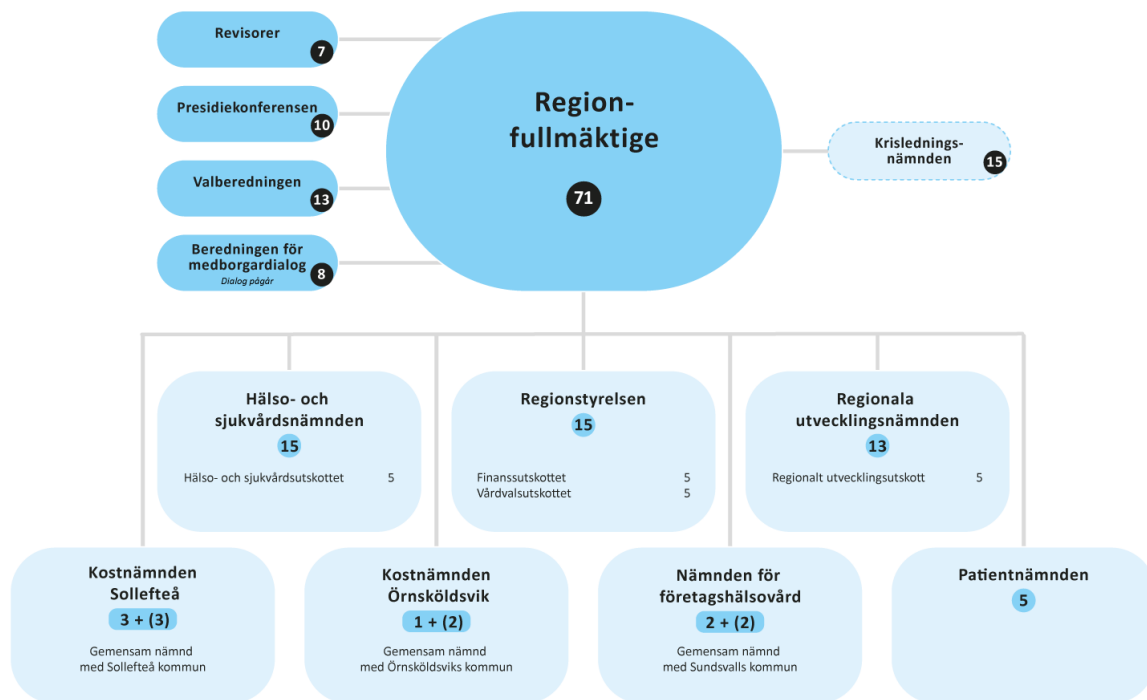 Revisorer
7
Presidiekonferensen
10
Valberedningen
13
Beredningen för
medborgardialog
Dialog pågår
8
Region-
fullmäktige
71
Krislednings-
nämnden
15
Hälso- och
sjukvårdsnämnden
15
Hälso- och sjukvårdsutskottet 5
Regionstyrelsen
15
Finanssutskottet 5
Vårdvalsutskottet 5
Regionala
utvecklingsnämnden
13
Regionalt utvecklingsutskott 5
Kostnämnden
Sollefteå
3 + (3)
Gemensam nämnd
med Sollefteå kommun
Kostnämnden
Örnsköldsvik
1 + (2)
Gemensam nämnd
med Örnsköldsviks kommun
Nämnden för
företagshälsovård
2 + (2)
Gemensam nämnd
med Sundsvalls kommun
Patientnämnden
5